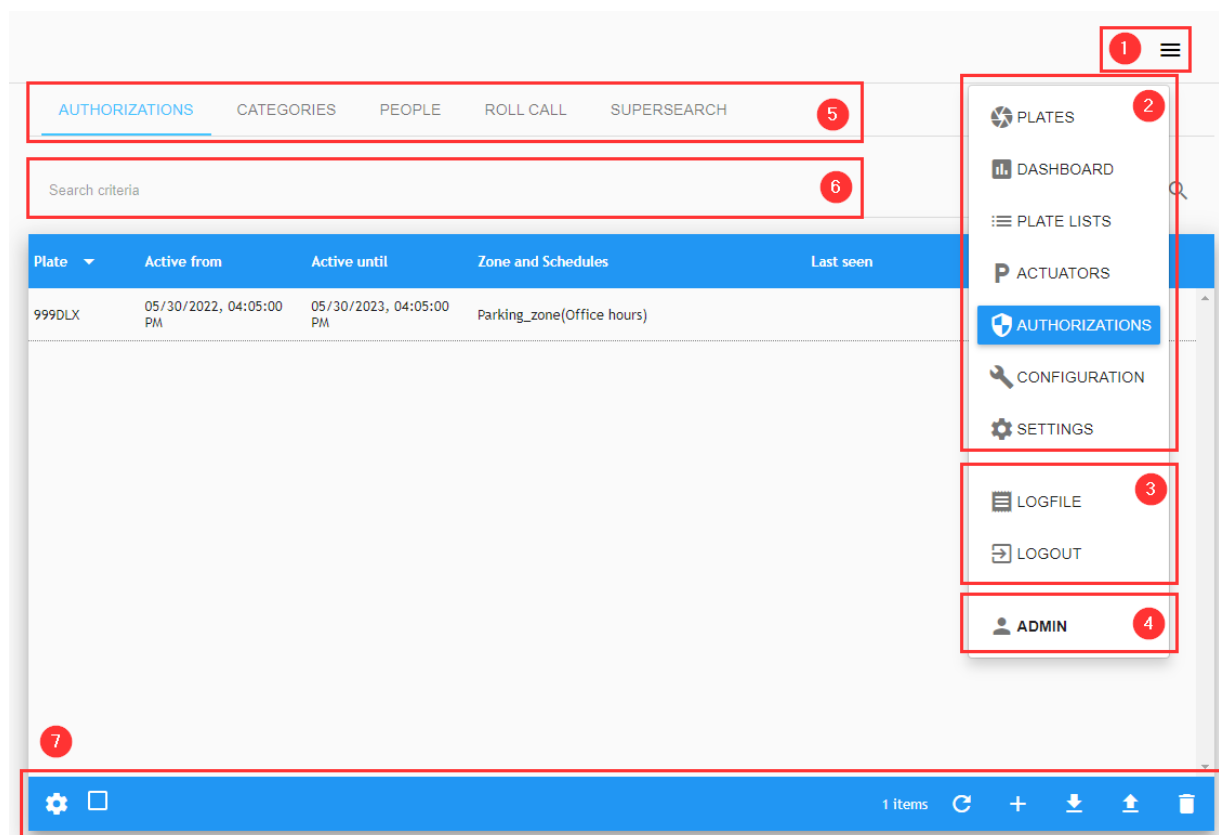 1
AUTHORIZATIONS CATEGORIES PEOPLE ROLL CALL SUPERSEARCH 5
Search criteria 6
Plate Active from Active until Zone and Schedules Last seen
999DLX 05/30/2022, 04:05:00 PM 05/30/2023, 04:05:00 PM Parking_zone(Office hours)
2
PLATES
DASHBOARD
PLATE LISTS
P ACTUATORS
AUTHORIZATIONS
CONFIGURATION
SETTINGS
3
LOGFILE
LOGOUT
ADMIN 4
7
1 items